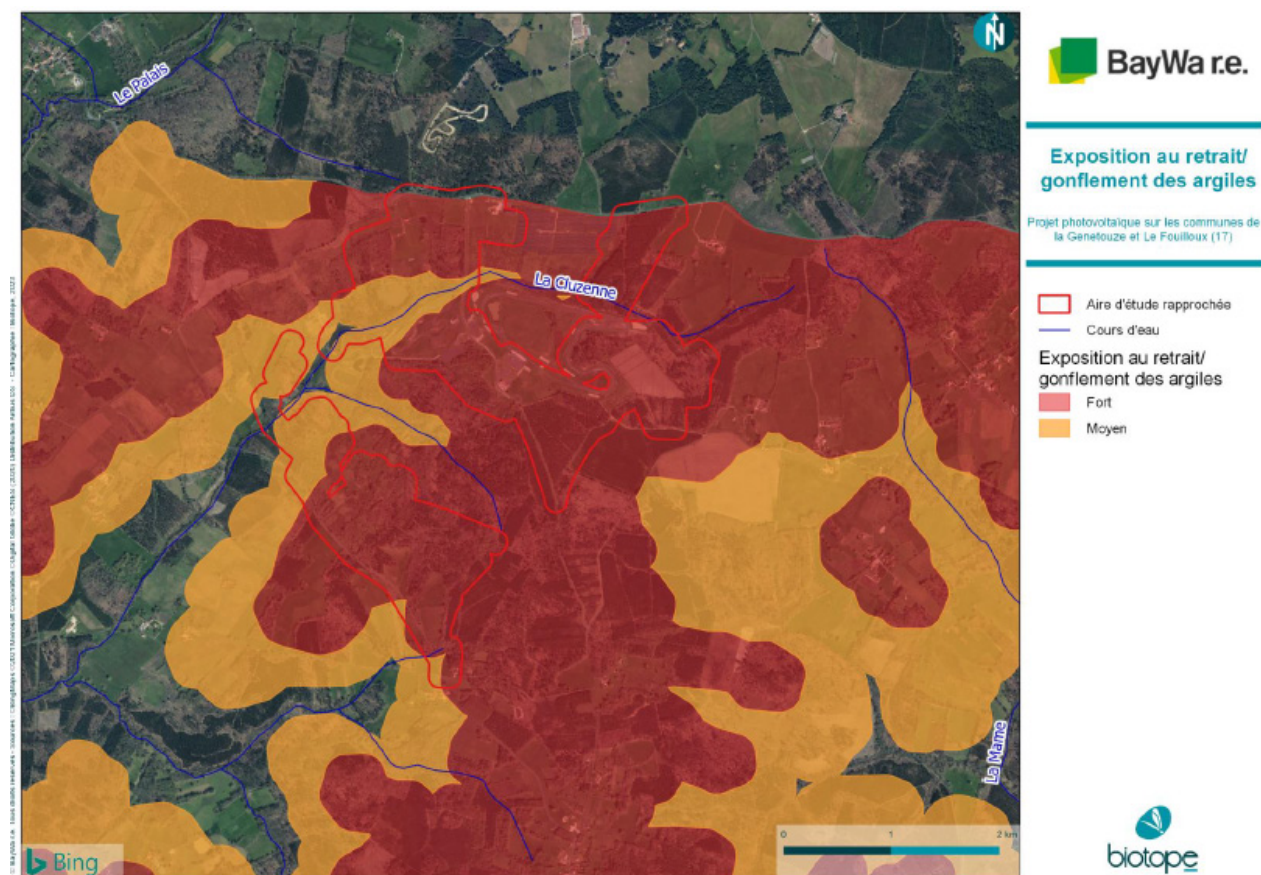 BayWa r.e.
Exposition au retrait/
gonflement des argiles
Projet photovoltaïque sur les communes de
la Genetouze et Le Fouilloux (17)
Aire d'étude rapprochée
Cours d'eau
Exposition au retrait/
gonflement des argiles
Fort
Moyen
N
Le Palais
La Cluzenne
La Mame
0 1 2 km
Bing
biotope